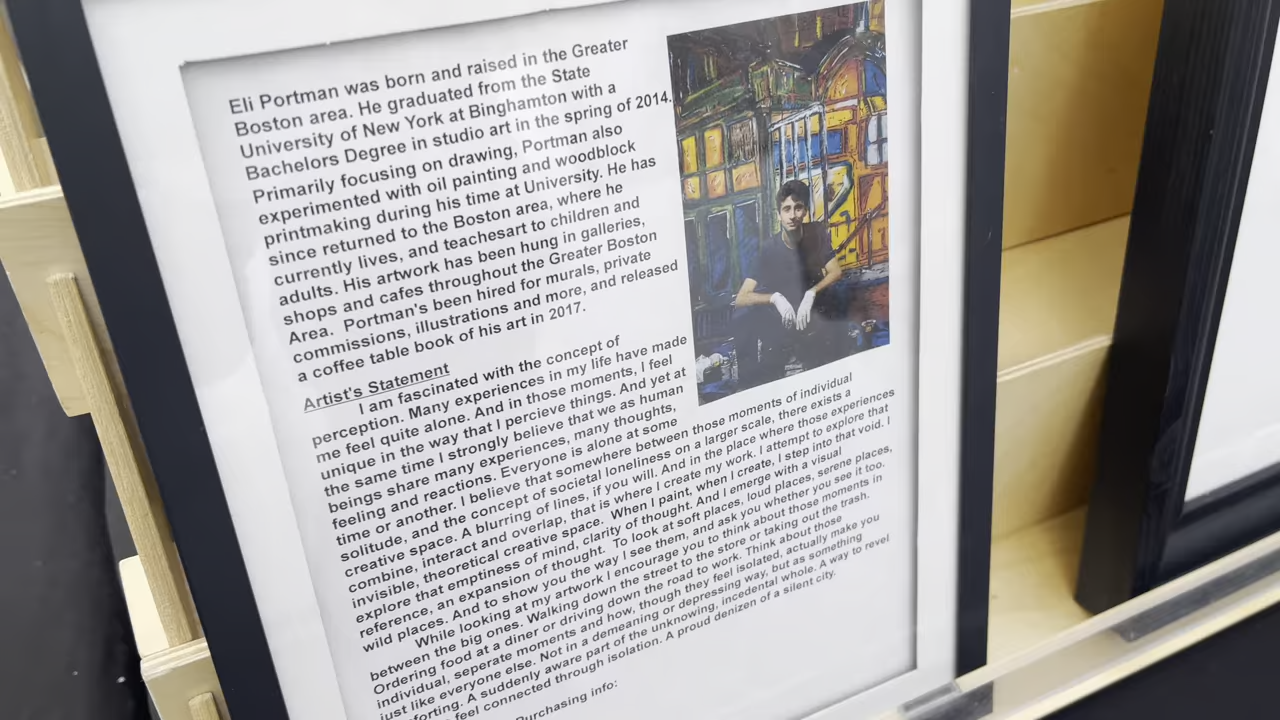 Eli Portman was born and raised in the Greater
Boston area. He graduated from the State
University of New York at Binghamton with a
Bachelors Degree in studio art in the spring of 2014.
Primarily focusing on drawing, Portman also
experimented with oil painting and woodblock
printmaking during his time at University. He has
since returned to the Boston area, where he
currently lives, and teachesart to children and
adults. His artwork has been hung in galleries,
shops and cafes throughout the Greater Boston
Area. Portman's been hired for murals, private
commissions, illustrations and more, and released
a coffee table book of his art in 2017.
Artist's Statement
I am fascinated with the concept of
perception. Many experiences in my life have made
me feel quite alone. And in those moments, I feel
unique in the way that I percieve things. And yet at
the same time I strongly believe that we as human
beings share many experiences, many thoughts,
feeling and reactions. Everyone is alone at some
time or another. I believe that somewhere between those moments of individual
solitude, and the concept of societal loneliness on a larger scale, there exists a
creative space. A blurring of lines, if you will. And in the place where those experiences
combine, interact and overlap, that is where I create my work. I attempt to explore that
invisible, theoretical creative space. When I paint, when I create, I step into that void. I
explore that emptiness of mind, clarity of thought. And I emerge with a visual
reference, an expansion of thought. To look at soft places, loud places, serene places,
wild places. And to show you the way I see them, and ask you whether you see it too.
While looking at my artwork I encourage you to think about those moments in
between the big ones. Walking down the street to the store or taking out the trash.
Ordering food at a diner or driving down the road to work. Think about those
individual, seperate moments and how, though they feel isolated, actually make you
just like everyone else. Not in a demeaning or depressing way, but as something
forting. A suddenly aware part of the unknowing, incedental whole. A way to revel
feel connected through isolation. A proud denizen of a silent city.
Purchasing info: